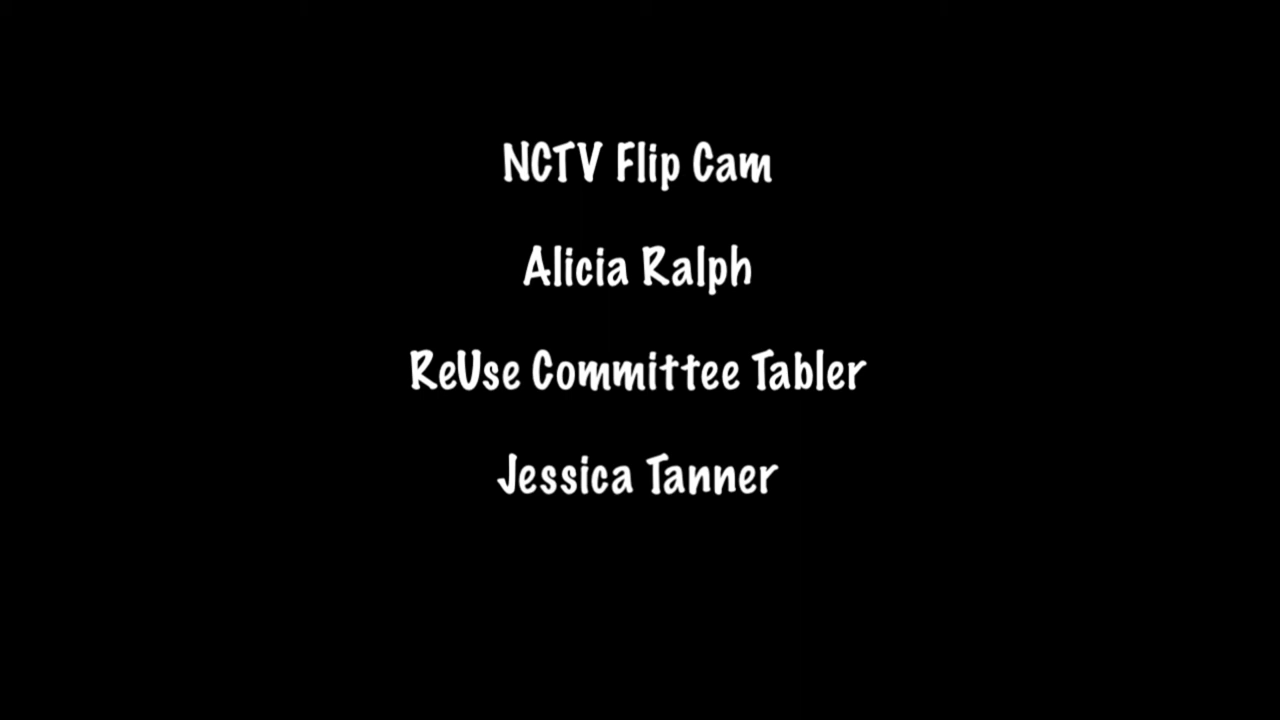 NCTV Flip Cam
Alicia Ralph
ReUse Committee Tabler
Jessica Tanner